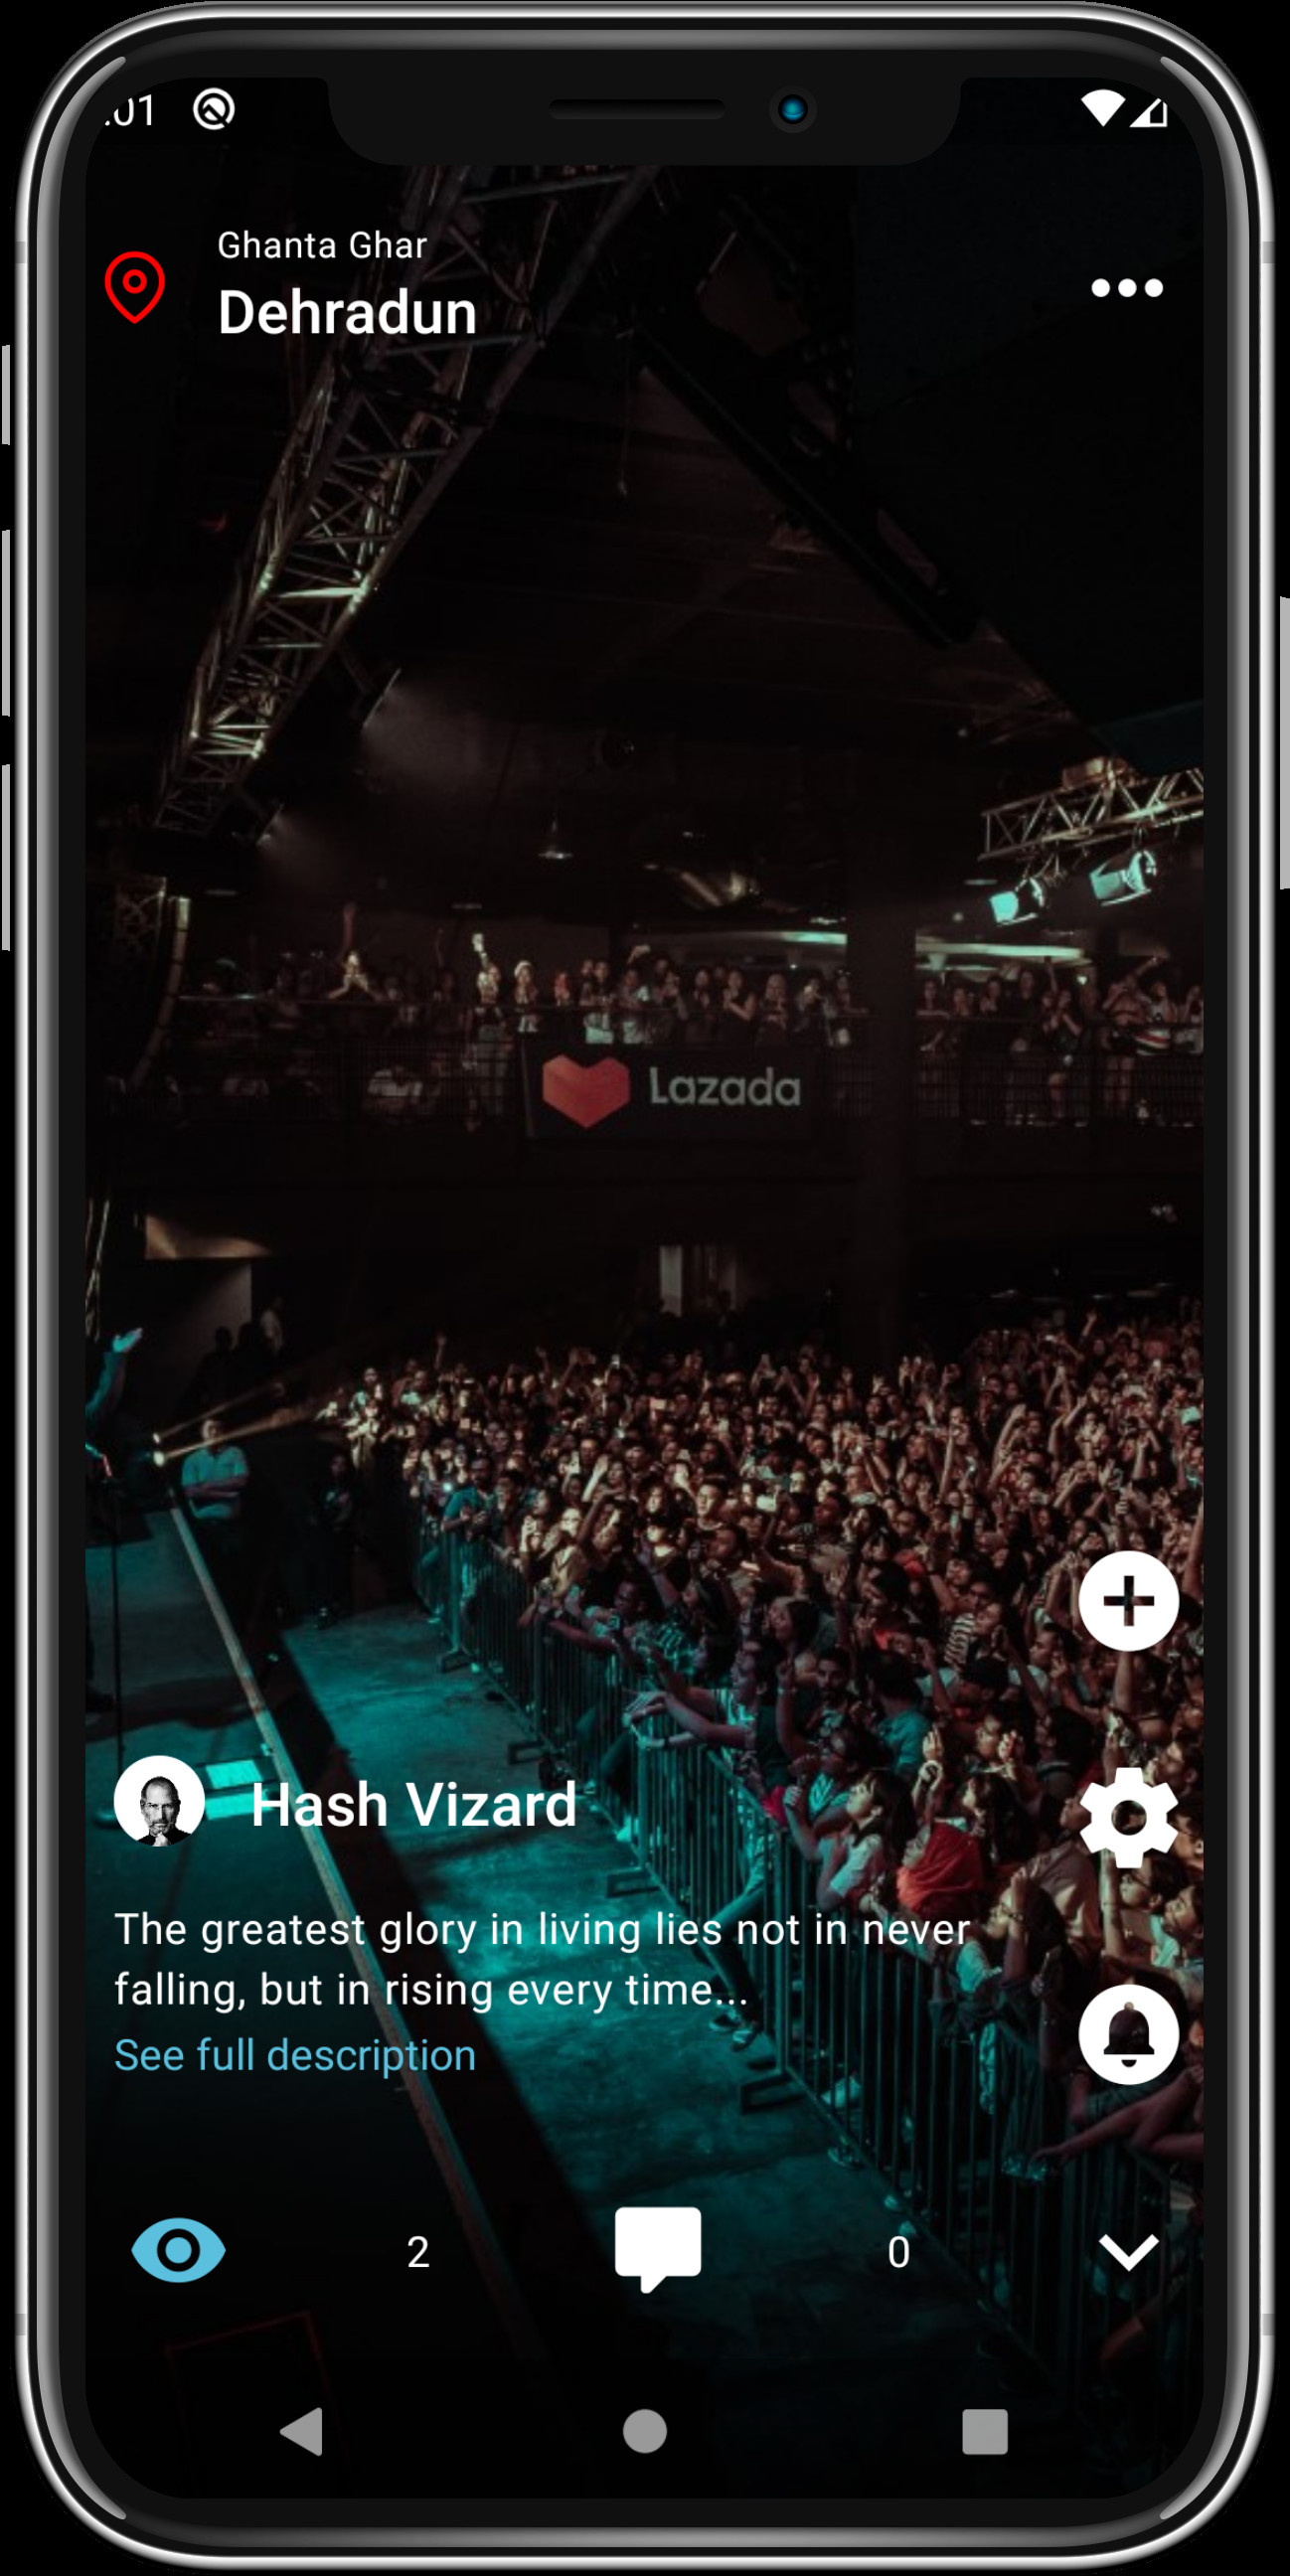 :01
Ghanta Ghar
Dehradun
Lazada
Hash Vizard
The greatest glory in living lies not in never
falling, but in rising every time...
See full description
2
0